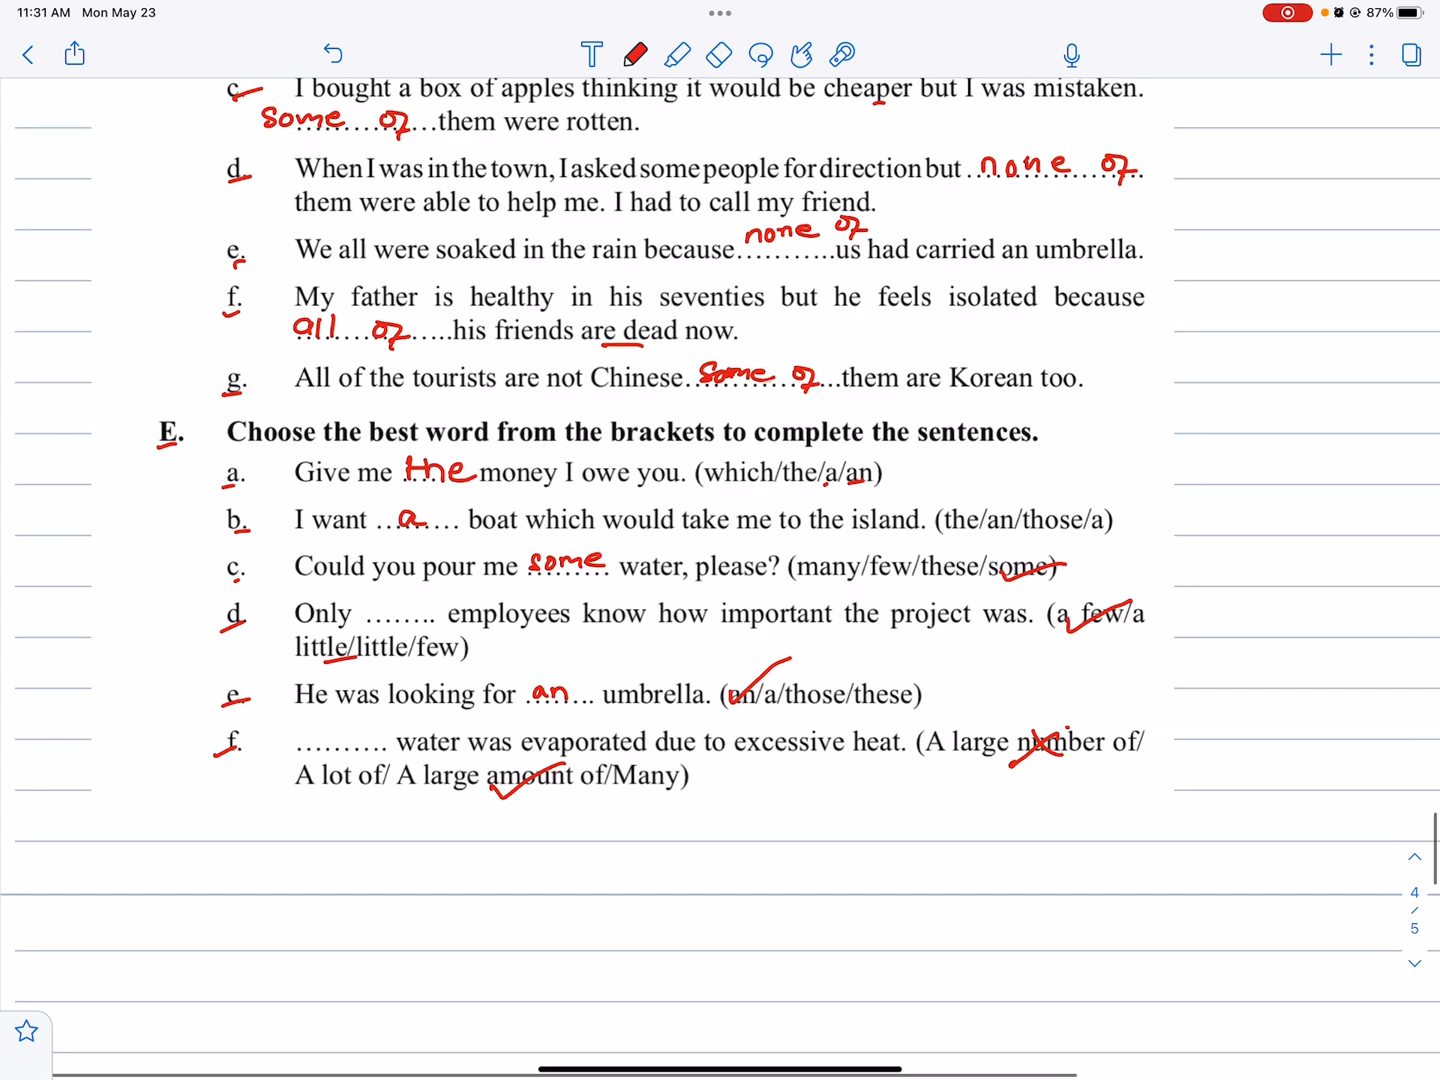 11:31 AM Mon May 23
87%
c. I bought a box of apples thinking it would be cheaper but I was mistaken.
some of them were rotten.
d. When I was in the town, I asked some people for direction but none of
them were able to help me. I had to call my friend.
e. We all were soaked in the rain because none of us had carried an umbrella.
f. My father is healthy in his seventies but he feels isolated because
all of his friends are dead now.
g. All of the tourists are not Chinese some of them are Korean too.
E. Choose the best word from the brackets to complete the sentences.
a. Give me the money I owe you. (which/the/a/an)
b. I want a boat which would take me to the island. (the/an/those/a)
c. Could you pour me some water, please? (many/few/these/some)
d. Only ........ employees know how important the project was. (a few/a
little/little/few)
e. He was looking for an umbrella. (an/a/those/these)
f. .......... water was evaporated due to excessive heat. (A large number of/
A lot of/ A large amount of/Many)
4
/
5